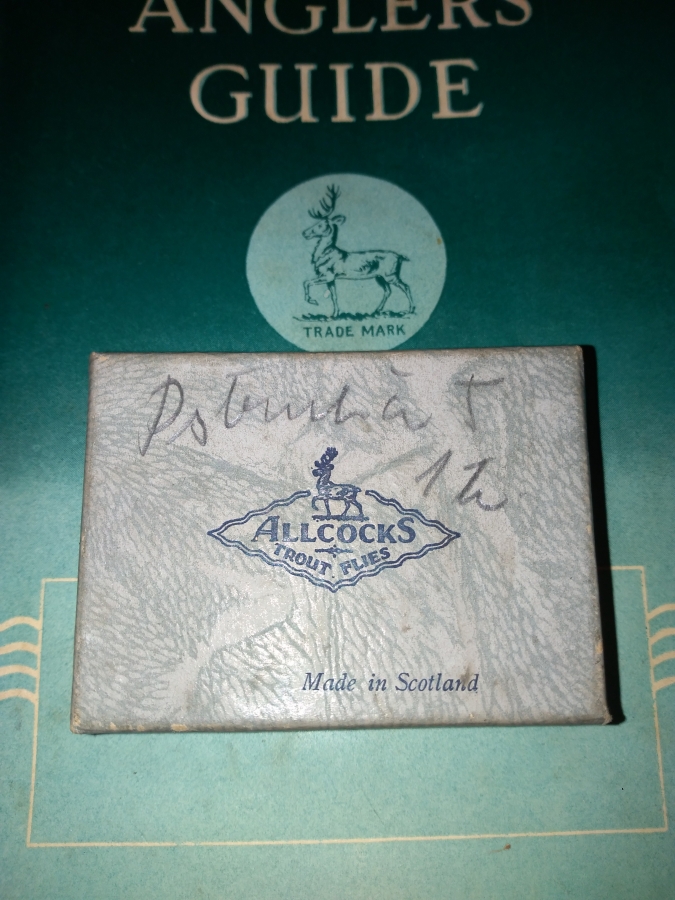 ANGLERS
GUIDE
TRADE MARK
ALLCOCKS
TROUT FLIES
Made in Scotland